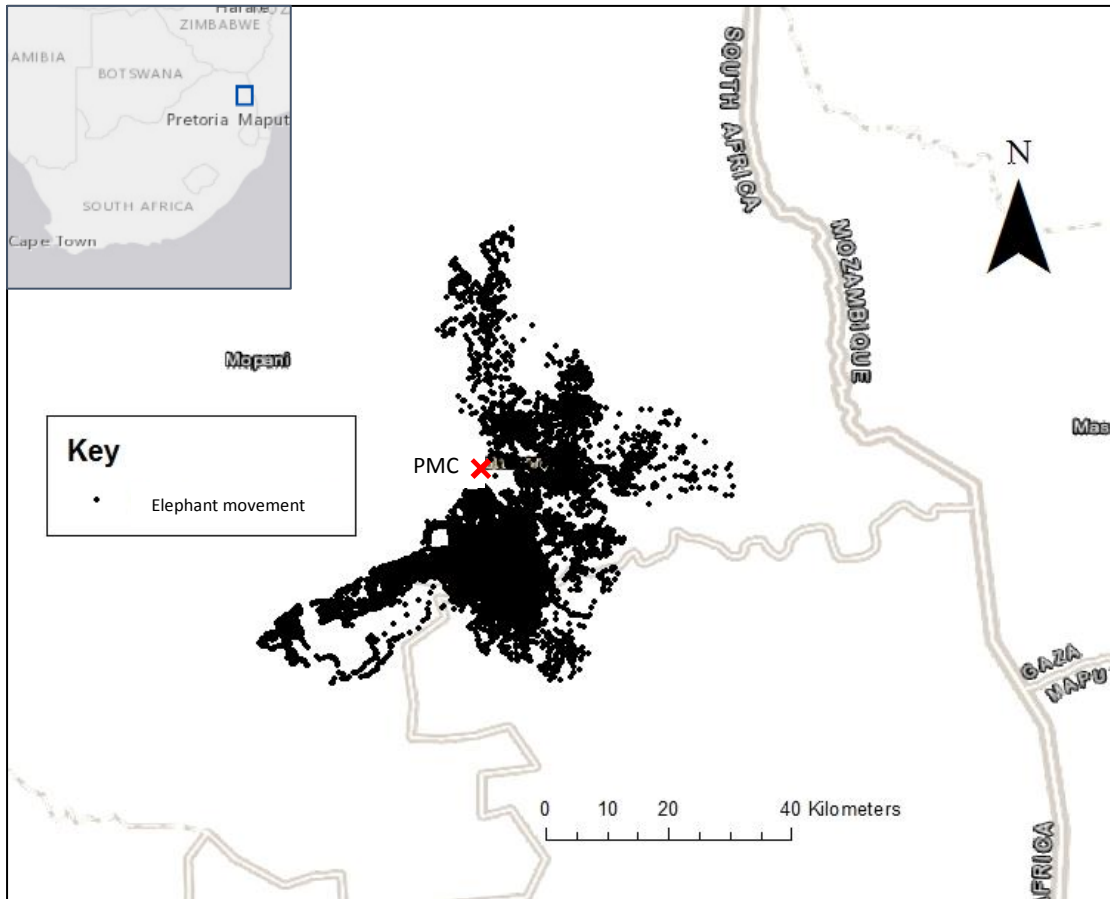 Harare
ZIMBABWE
AMIBIA
BOTSWANA
Pretoria Maput
SOUTH AFRICA
Cape Town
SOUTH AFRICA
MOZAMBIQUE
N
Mopani
Mas
Key
Elephant movement
PMC
GAZA
MAPU
0 10 20 40 Kilometers
AFRICA